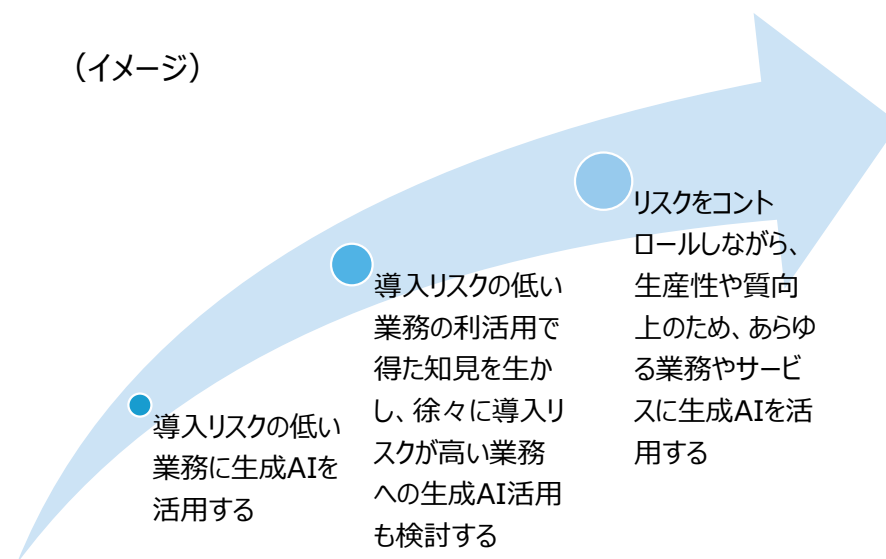 （イメージ）
導入リスクの低い
業務に生成AIを
活用する
導入リスクの低い
業務の利活用で
得た知見を生か
し、徐々に導入リ
スクが高い業務
への生成AI活用
も検討する
リスクをコント
ロールしながら、
生産性や質向
上のため、あらゆ
る業務やサービ
スに生成AIを活
用する